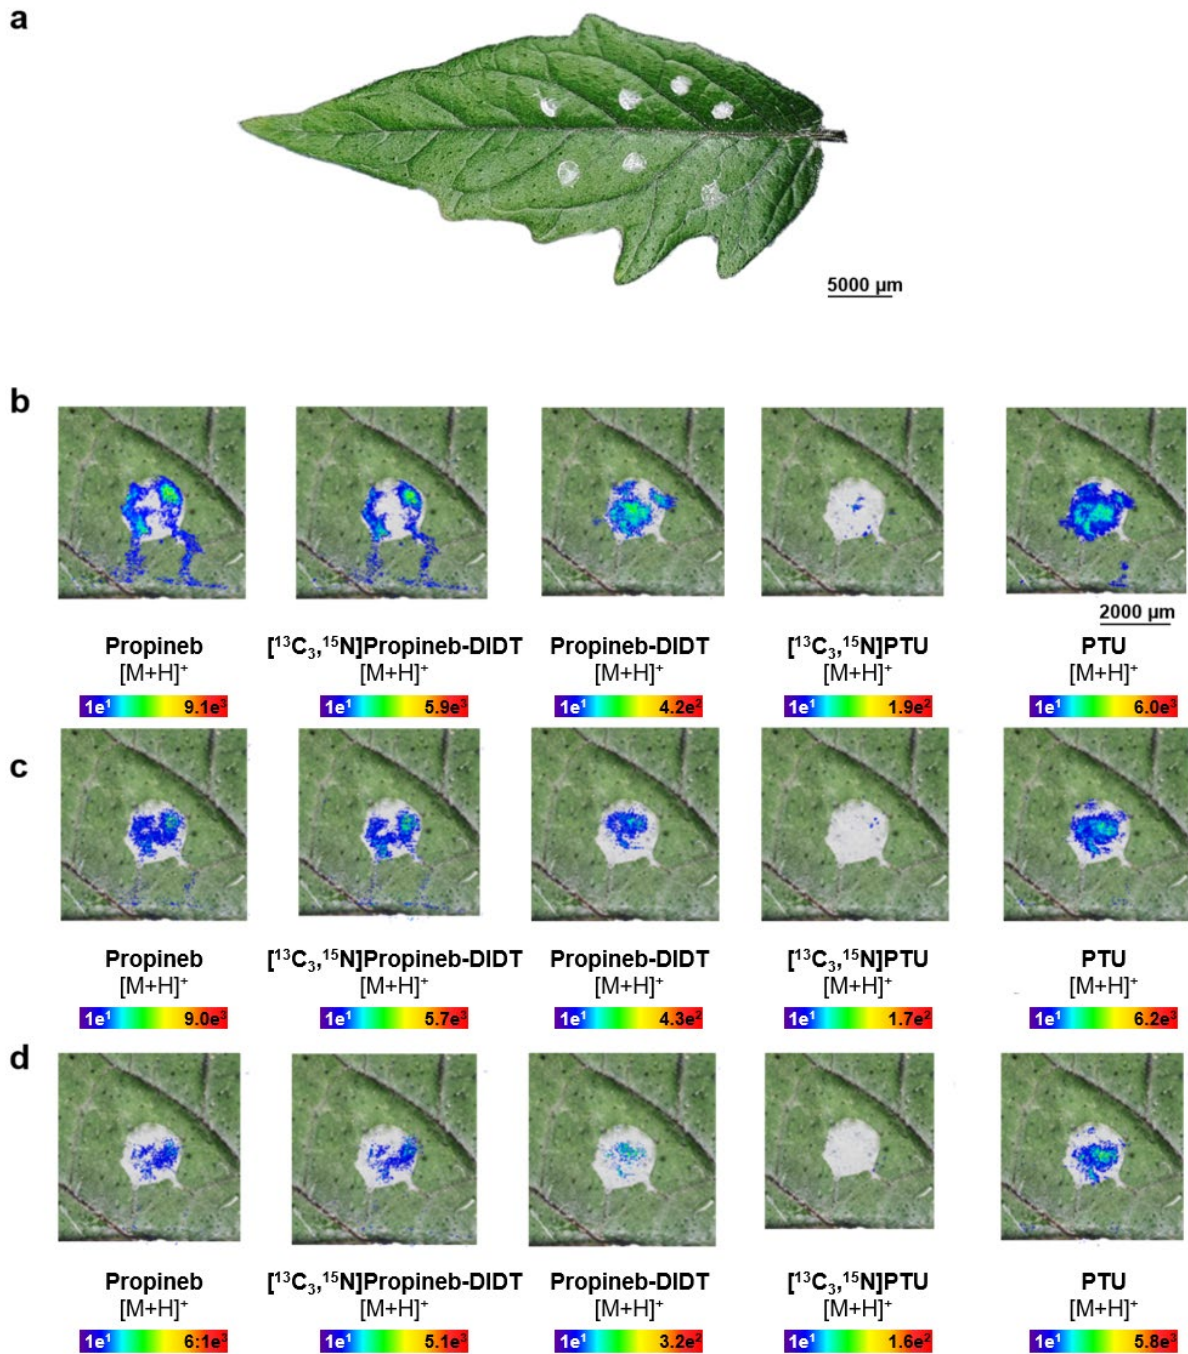 a
5000 µm
b
2000 µm
Propineb [¹³C₃,¹⁵N]Propineb-DIDT Propineb-DIDT [¹³C₃,¹⁵N]PTU PTU
[M+H]⁺ [M+H]⁺ [M+H]⁺ [M+H]⁺ [M+H]⁺
1e¹ 9.1e³ 1e¹ 5.9e³ 1e¹ 4.2e² 1e¹ 1.9e² 1e¹ 6.0e³
c
Propineb [¹³C₃,¹⁵N]Propineb-DIDT Propineb-DIDT [¹³C₃,¹⁵N]PTU PTU
[M+H]⁺ [M+H]⁺ [M+H]⁺ [M+H]⁺ [M+H]⁺
1e¹ 9.0e³ 1e¹ 5.7e³ 1e¹ 4.3e² 1e¹ 1.7e² 1e¹ 6.2e³
d
Propineb [¹³C₃,¹⁵N]Propineb-DIDT Propineb-DIDT [¹³C₃,¹⁵N]PTU PTU
[M+H]⁺ [M+H]⁺ [M+H]⁺ [M+H]⁺ [M+H]⁺
1e¹ 6:1e³ 1e¹ 5.1e³ 1e¹ 3.2e² 1e¹ 1.6e² 1e¹ 5.8e³